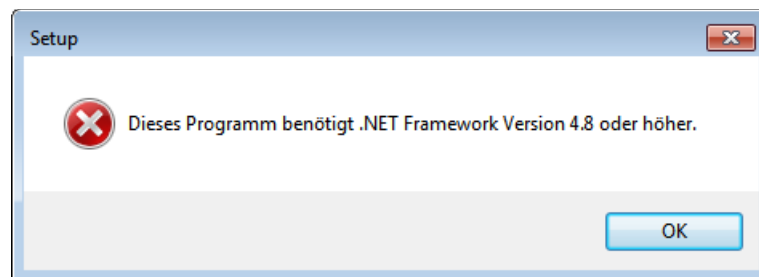 Setup
Dieses Programm benötigt .NET Framework Version 4.8 oder höher.
OK